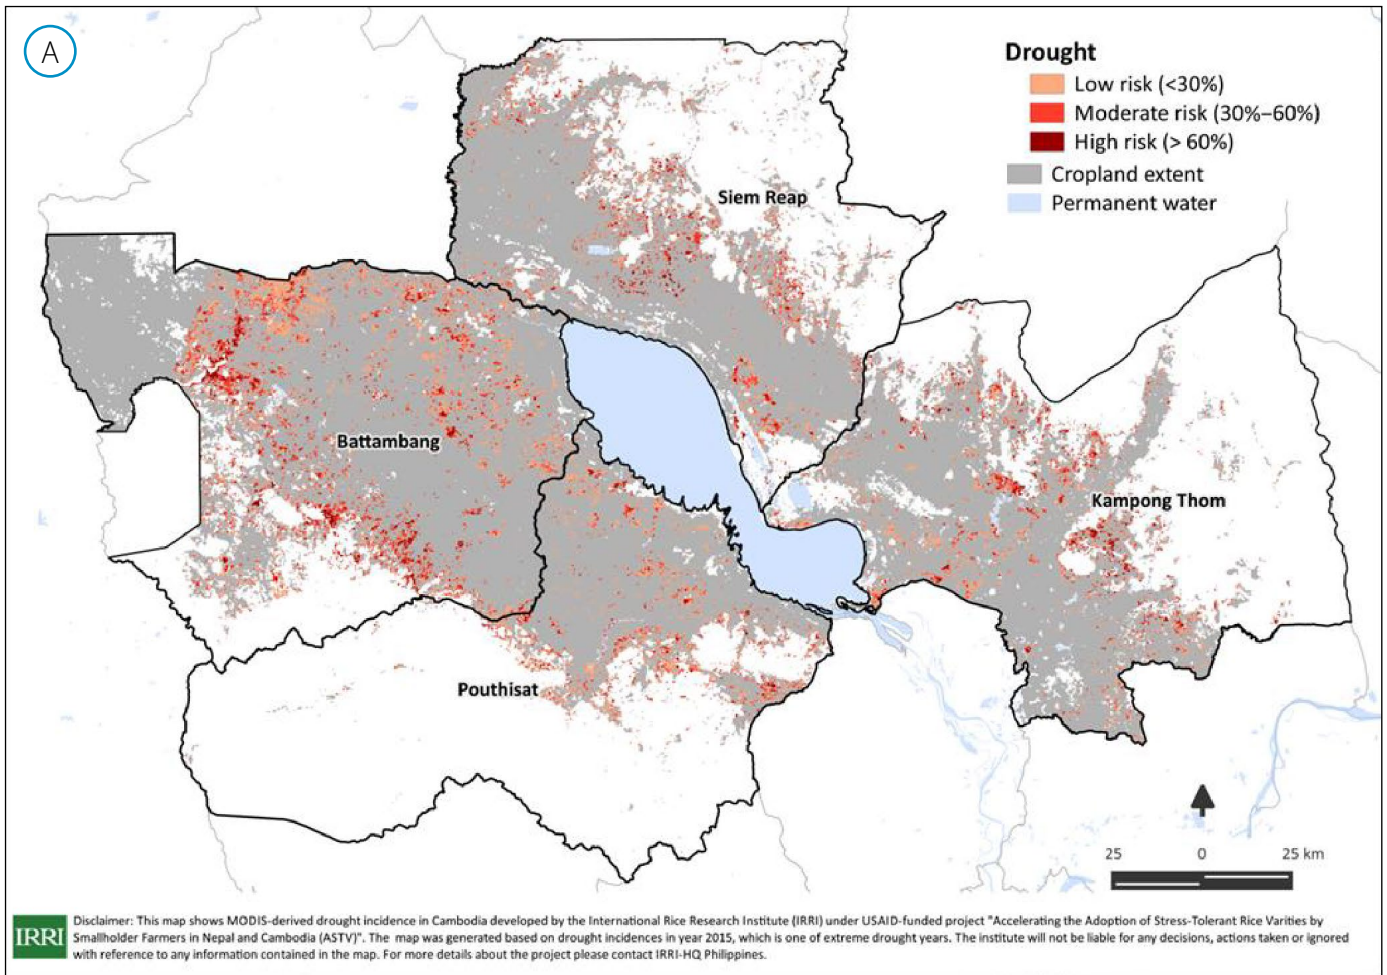 A
Drought
Low risk (<30%)
Moderate risk (30%–60%)
High risk (> 60%)
Cropland extent
Permanent water
Siem Reap
Battambang
Kampong Thom
Pouthisat
25 0 25 km
IRRI
Disclaimer: This map shows MODIS-derived drought incidence in Cambodia developed by the International Rice Research Institute (IRRI) under USAID-funded project "Accelerating the Adoption of Stress-Tolerant Rice Varities by
Smallholder Farmers in Nepal and Cambodia (ASTV)". The map was generated based on drought incidences in year 2015, which is one of extreme drought years. The institute will not be liable for any decisions, actions taken or ignored
with reference to any information contained in the map. For more details about the project please contact IRRI-HQ Philippines.